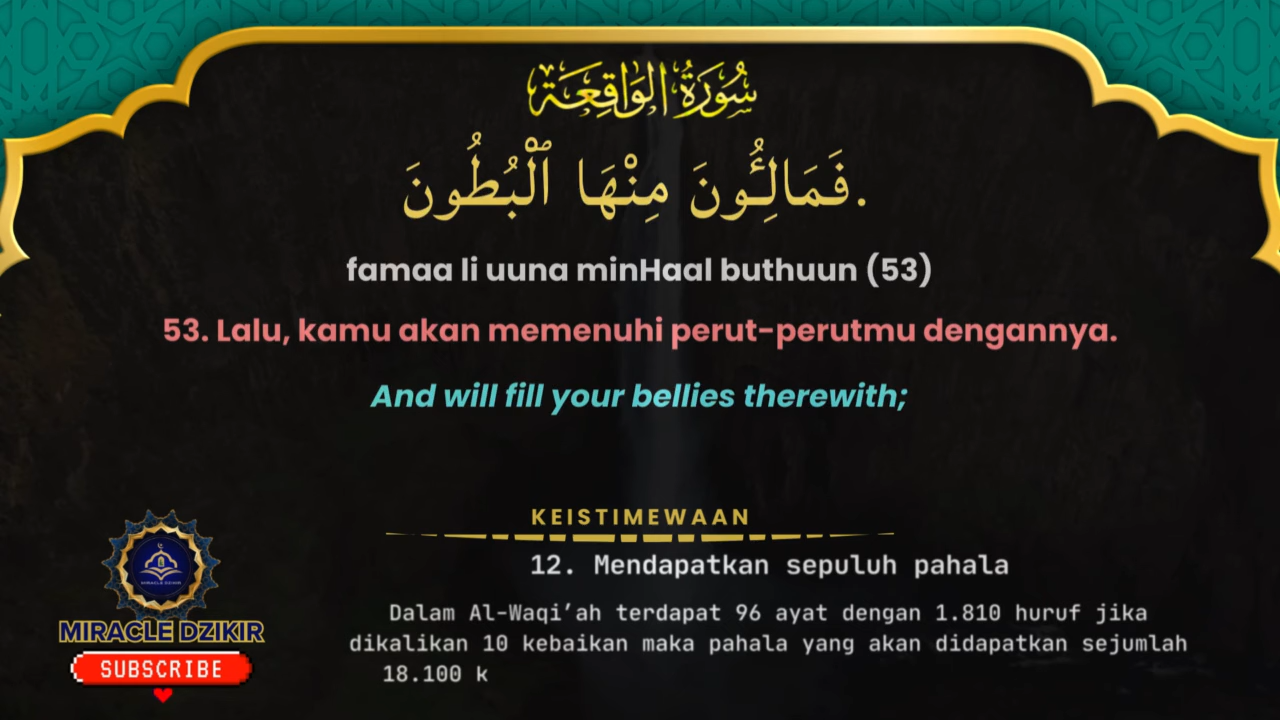 سُورَةُ الوَاقِعَة
فَمَالِـُٔونَ مِنْهَا ٱلْبُطُونَ.
famaa li uuna minHaal buthuun (53)
53. Lalu, kamu akan memenuhi perut-perutmu dengannya.
And will fill your bellies therewith;
KEISTIMEWAAN
12. Mendapatkan sepuluh pahala
Dalam Al-Waqi’ah terdapat 96 ayat dengan 1.810 huruf jika
dikalikan 10 kebaikan maka pahala yang akan didapatkan sejumlah
18.100 k
MIRACLE DZIKIR
MIRACLE DZIKIR
SUBSCRIBE